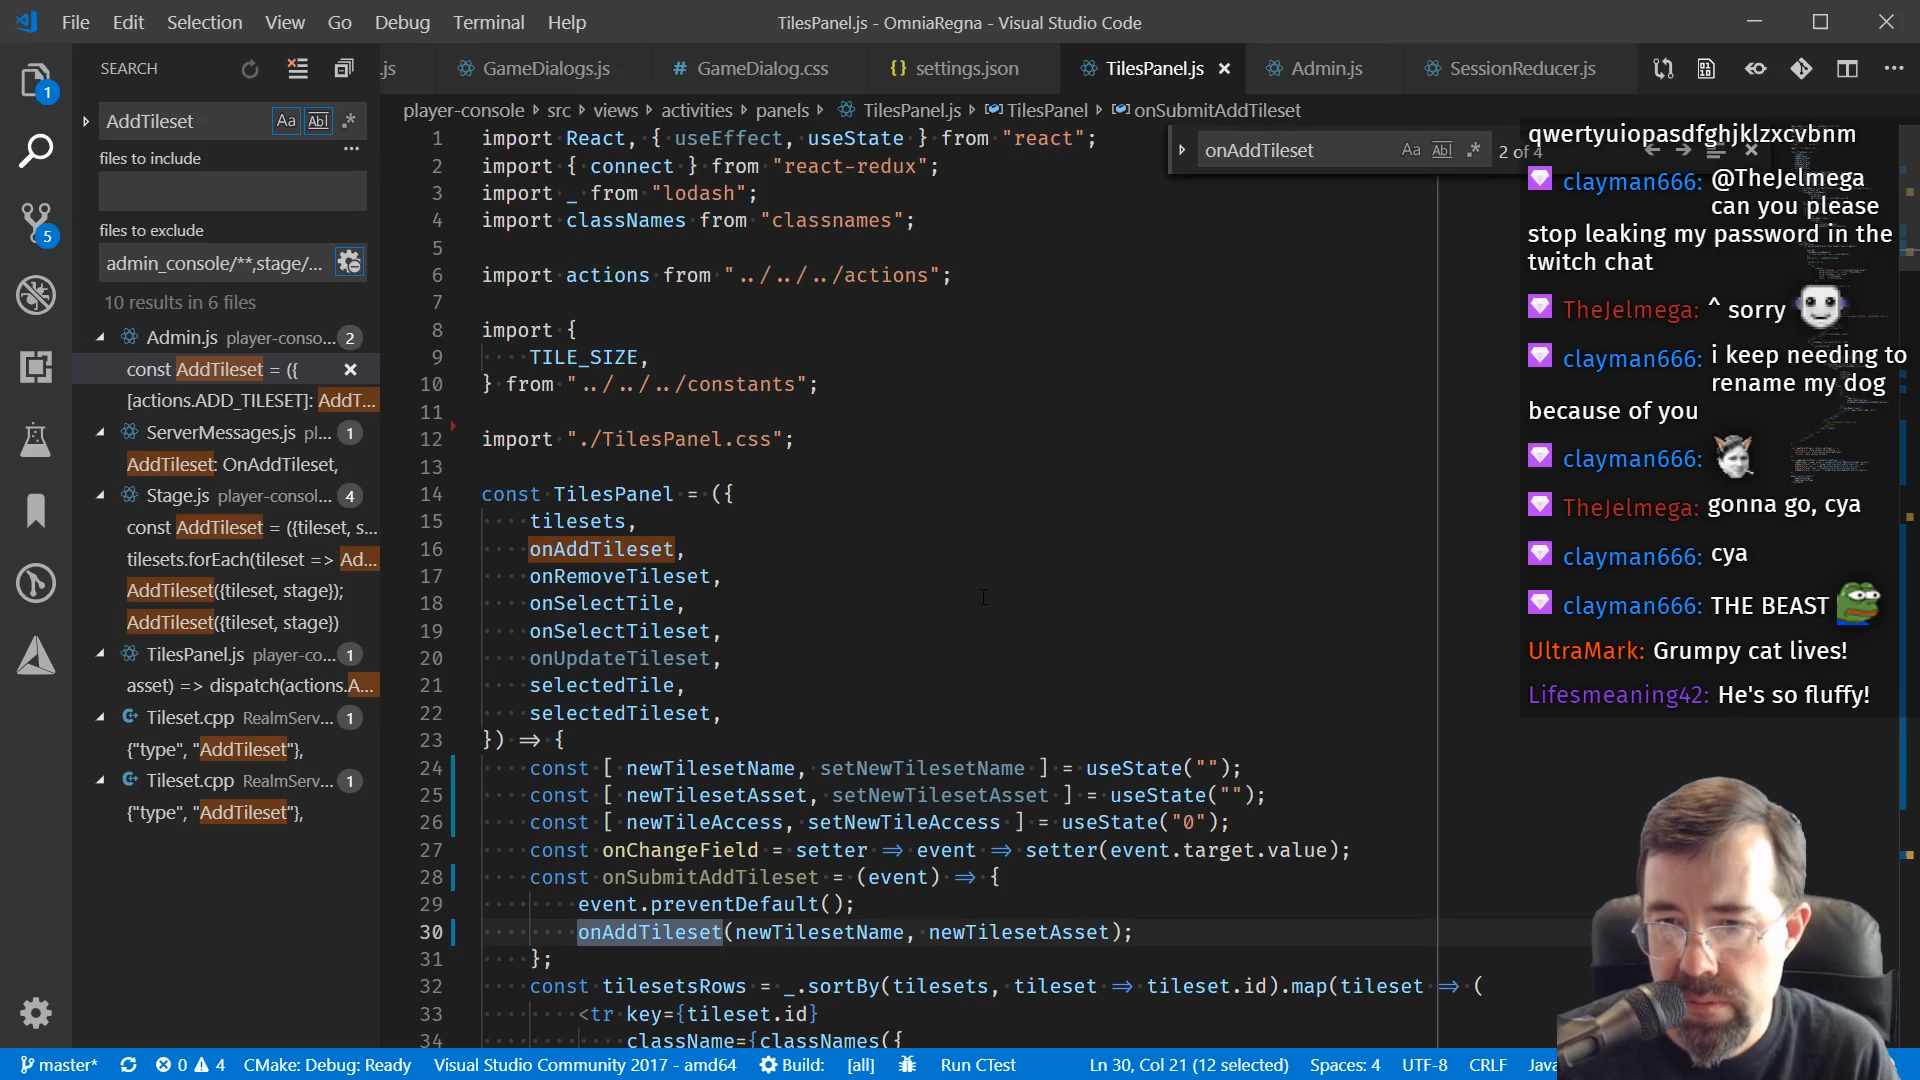 File Edit Selection View Go Debug Terminal Help
TilesPanel.js - OmniaRegna - Visual Studio Code
SEARCH
.js
GameDialogs.js
# GameDialog.css
{} settings.json
TilesPanel.js
Admin.js
SessionReducer.js
1
5
AddTileset
Aa
Abl
.*
files to include
...
files to exclude
admin_console/**,stage/...
10 results in 6 files
Admin.js player-conso... 2
const AddTileset = ({
[actions.ADD_TILESET]: AddT...
ServerMessages.js pl... 1
AddTileset: OnAddTileset,
Stage.js player-consol... 4
const AddTileset = ({tileset, s...
tilesets.forEach(tileset => Ad...
AddTileset({tileset, stage});
AddTileset({tileset, stage})
TilesPanel.js player-co... 1
asset) => dispatch(actions.A...
Tileset.cpp RealmServ... 1
{"type", "AddTileset"},
Tileset.cpp RealmServ... 1
{"type", "AddTileset"},
player-console > src > views > activities > panels > TilesPanel.js > TilesPanel > onSubmitAddTileset
onAddTileset Aa Abl .* 2 of 4
1 import React, { useEffect, useState } from "react";
2 import { connect } from "react-redux";
3 import _ from "lodash";
4 import classNames from "classnames";
5
6 import actions from "../../../actions";
7
8 import {
9 TILE_SIZE,
10 } from "../../../constants";
11
12 import "./TilesPanel.css";
13
14 const TilesPanel = ({
15 tilesets,
16 onAddTileset,
17 onRemoveTileset,
18 onSelectTile,
19 onSelectTileset,
20 onUpdateTileset,
21 selectedTile,
22 selectedTileset,
23 }) => {
24 const [ newTilesetName, setNewTilesetName ] = useState("");
25 const [ newTilesetAsset, setNewTilesetAsset ] = useState("");
26 const [ newTileAccess, setNewTileAccess ] = useState("0");
27 const onChangeField = setter => event => setter(event.target.value);
28 const onSubmitAddTileset = (event) => {
29 event.preventDefault();
30 onAddTileset(newTilesetName, newTilesetAsset);
31 };
32 const tilesetsRows = _.sortBy(tilesets, tileset => tileset.id).map(tileset => (
33 <tr key={tileset.id}
34 className={classNames({
qwertyuiopasdfghjklzxcvbnm
clayman666: @TheJelmega
can you please
stop leaking my password in the
twitch chat
TheJelmega: ^ sorry
clayman666: i keep needing to
rename my dog
because of you
clayman666:
TheJelmega: gonna go, cya
clayman666: cya
clayman666: THE BEAST
UltraMark: Grumpy cat lives!
Lifesmeaning42: He's so fluffy!
master* 0 4 CMake: Debug: Ready Visual Studio Community 2017 - amd64 Build: [all] Run CTest Ln 30, Col 21 (12 selected) Spaces: 4 UTF-8 CRLF Jav